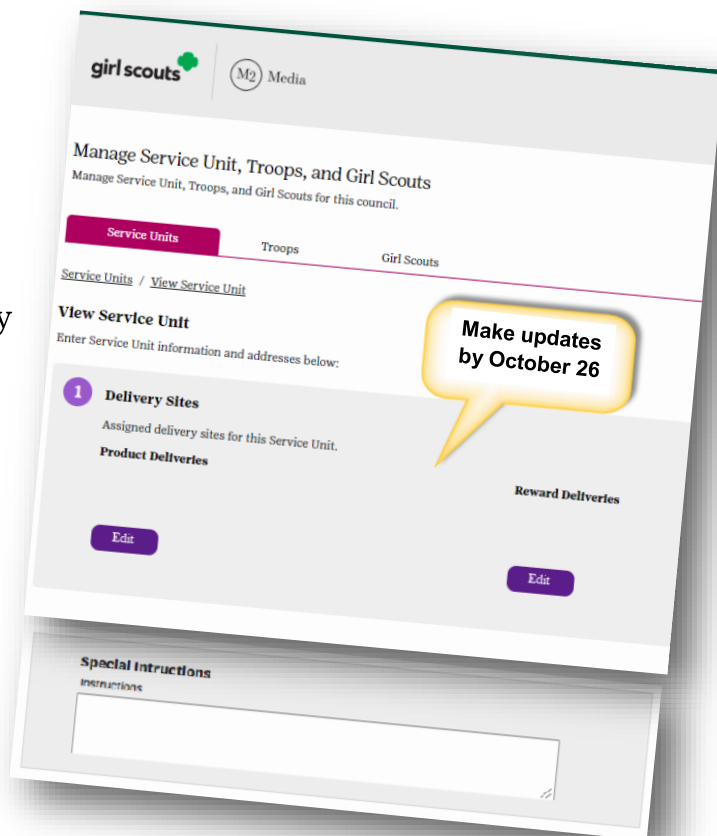 girl scouts
M2 Media
Manage Service Unit, Troops, and Girl Scouts
Manage Service Unit, Troops, and Girl Scouts for this council.
Service Units Troops Girl Scouts
Service Units / View Service Unit
y
View Service Unit
Enter Service Unit information and addresses below:
Make updates
by October 26
1 Delivery Sites
Assigned delivery sites for this Service Unit.
Product Deliveries
Reward Deliveries
Edit
Edit
Special Intructions
Instructions